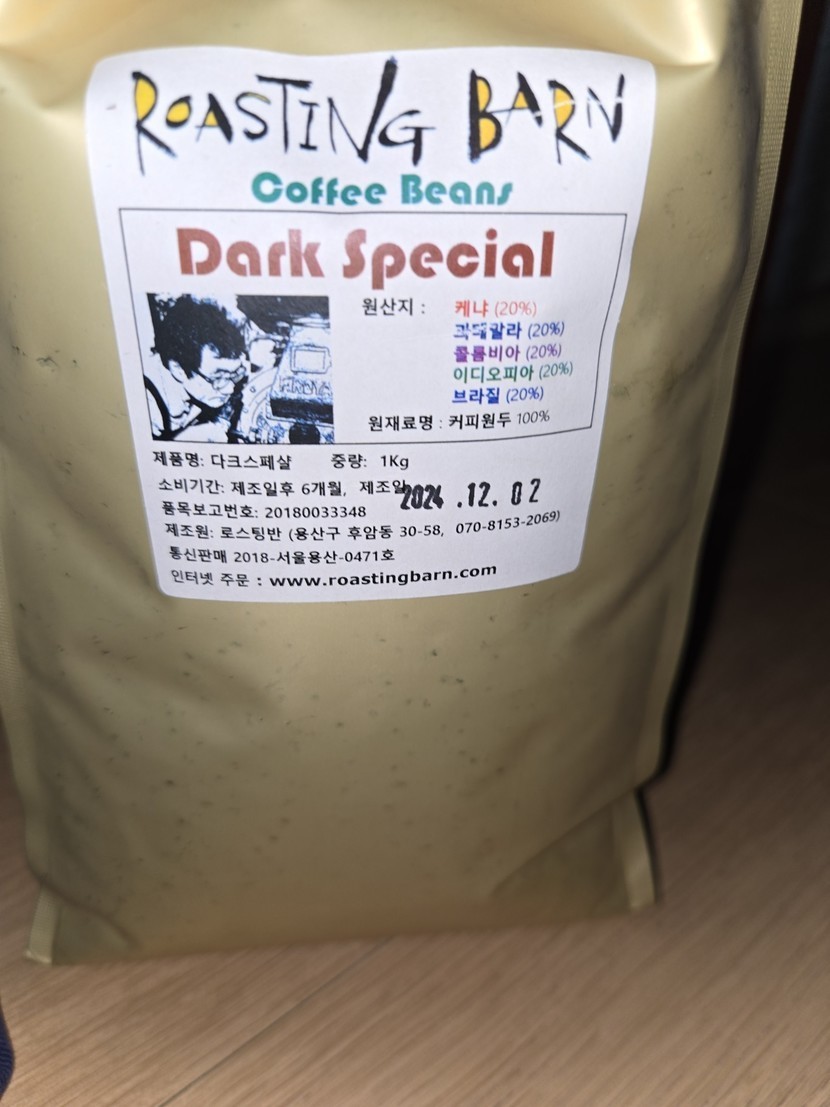 ROASTING BARN
Coffee Beans
Dark Special
원산지 : 케냐 (20%)
과테말라 (20%)
콜롬비아 (20%)
이디오피아 (20%)
브라질 (20%)
원재료명 : 커피원두 100%
제품명: 다크스페샬 중량: 1Kg
소비기간: 제조일후 6개월, 제조일 2024 .12. 02
품목보고번호: 20180033348
제조원: 로스팅반 (용산구 후암동 30-58, 070-8153-2069)
통신판매 2018-서울용산-0471호
인터넷 주문 : www.roastingbarn.com